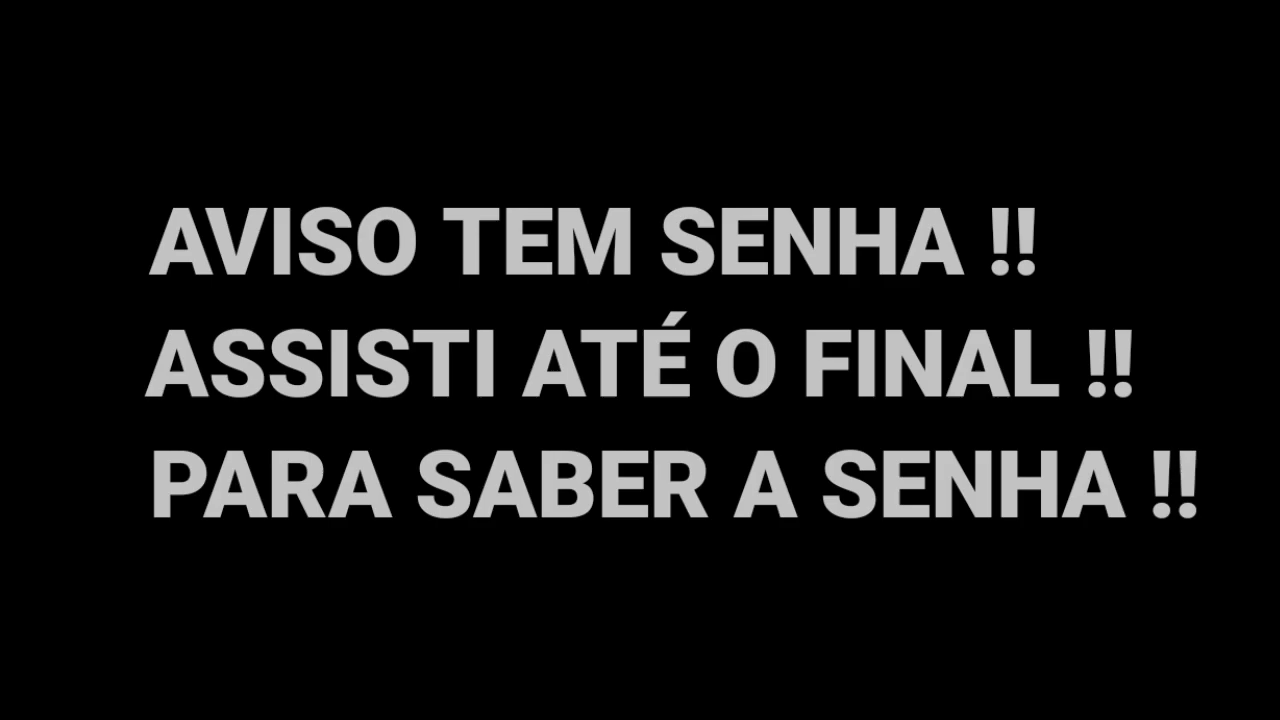 AVISO TEM SENHA !!
ASSISTI ATÉ O FINAL !!
PARA SABER A SENHA !!